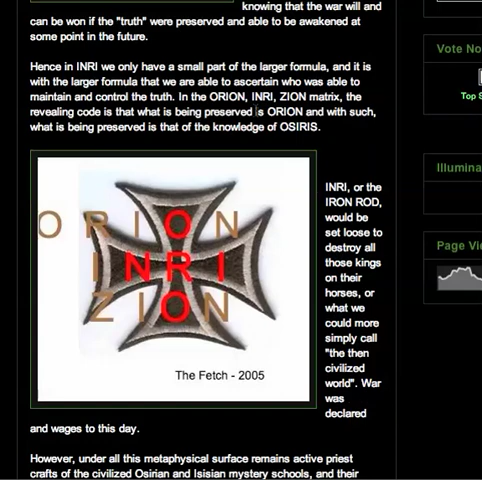 knowing that the war will and
can be won if the "truth" were preserved and able to be awakened at
some point in the future.
Hence in INRI we only have a small part of the larger formula, and it is
with the larger formula that we are able to ascertain who was able to
maintain and control the truth. In the ORION, INRI, ZION matrix, the
revealing code is that what is being preserved is ORION and with such,
what is being preserved is that of the knowledge of OSIRIS.
ORION
INRI
ZION
The Fetch - 2005
INRI, or the
IRON ROD,
would be
set loose to
destroy all
those kings
on their
horses, or
what we
could more
simply call
"the then
civilized
world". War
was
declared
and wages to this day.
However, under all this metaphysical surface remains active priest
crafts of the civilized Osirian and Isisian mystery schools, and their
Vote No
Top S
Illumina
Page Vie